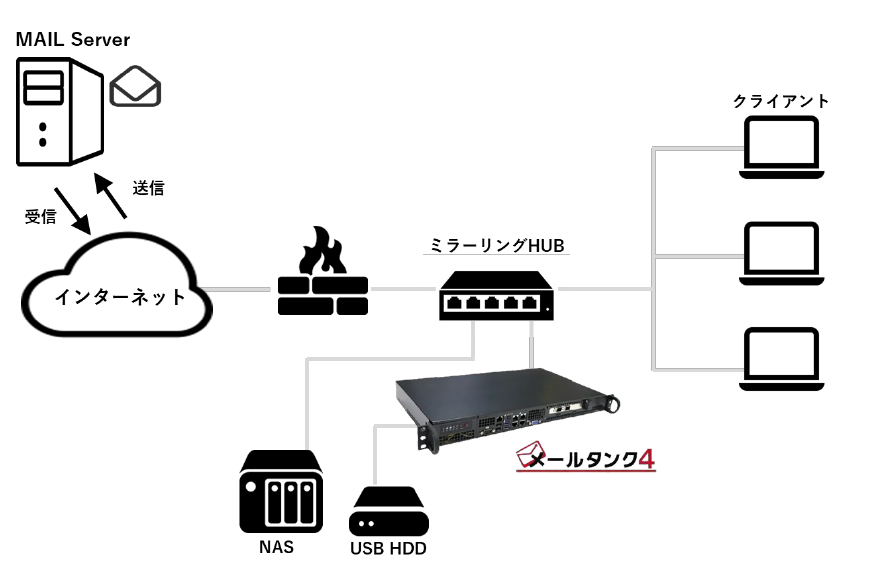 MAIL Server
クライアント
送信
受信
ミラーリングHUB
インターネット
メールタンク4
NAS
USB HDD